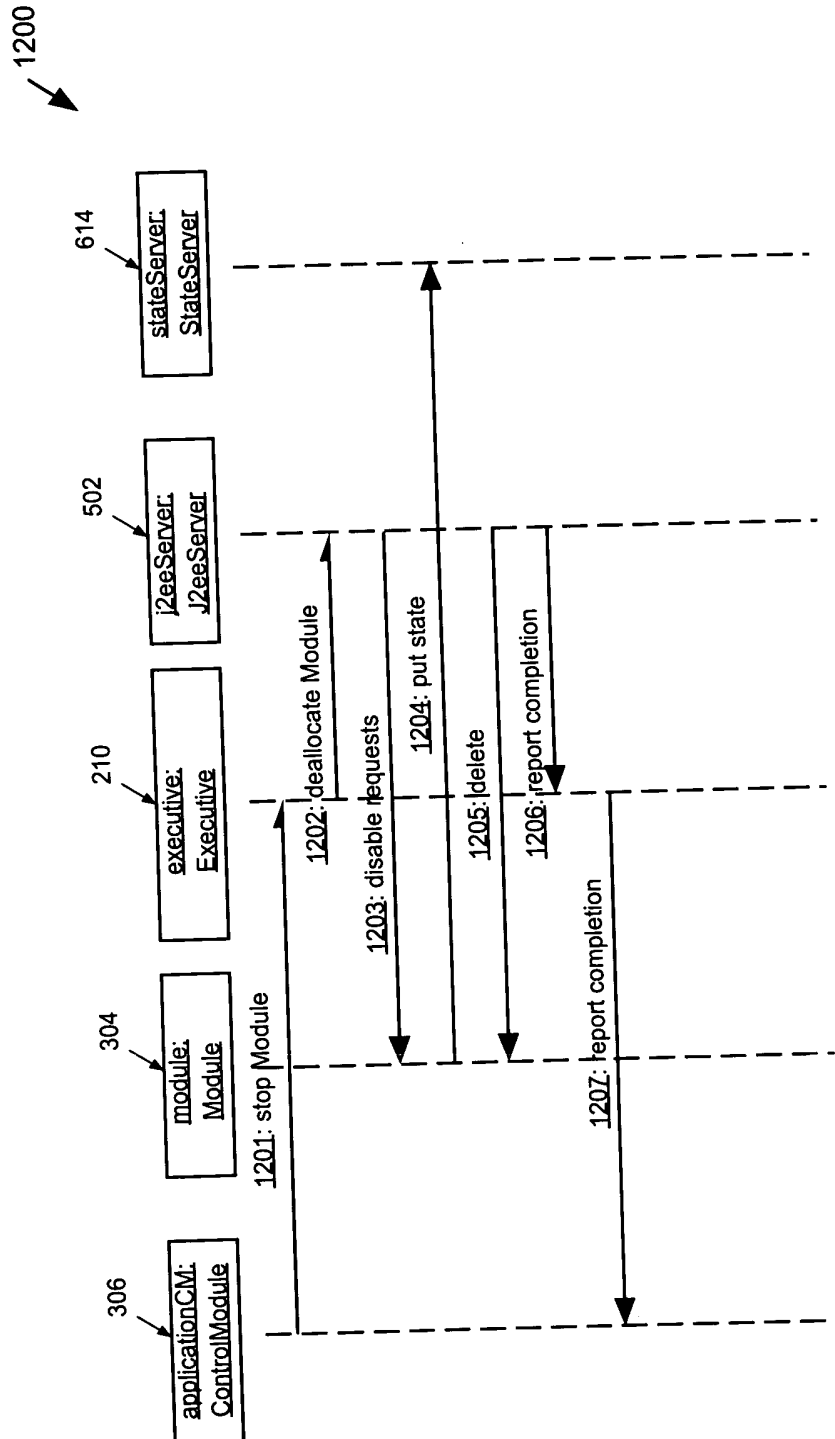 1200
306
applicationCM:
ControlModule
304
module:
Module
210
executive:
Executive
502
j2eeServer:
J2eeServer
614
stateServer:
StateServer
1201: stop Module
1202: deallocate Module
1203: disable requests
1204: put state
1205: delete
1206: report completion
1207: report completion